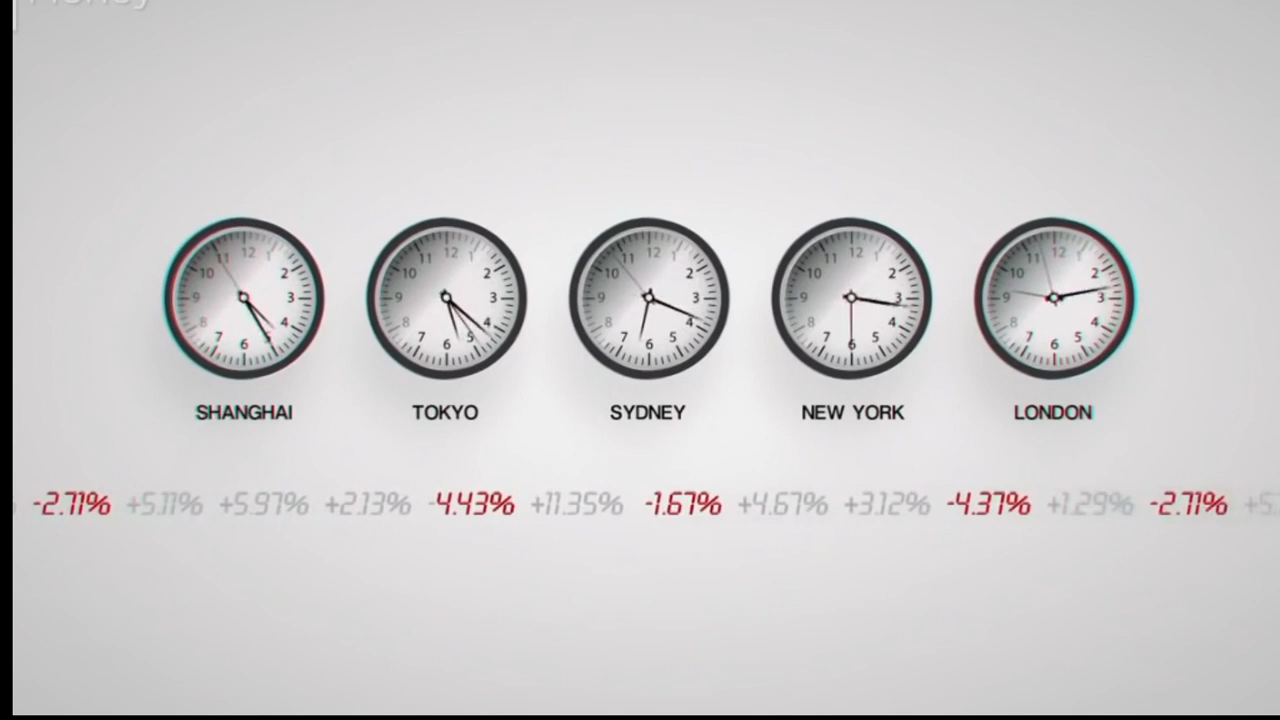 Money
SHANGHAI TOKYO SYDNEY NEW YORK LONDON
-2.71% +5.11% +5.97% +2.13% -4.43% +11.35% -1.67% +4.67% +3.12% -4.37% +1.29% -2.71%